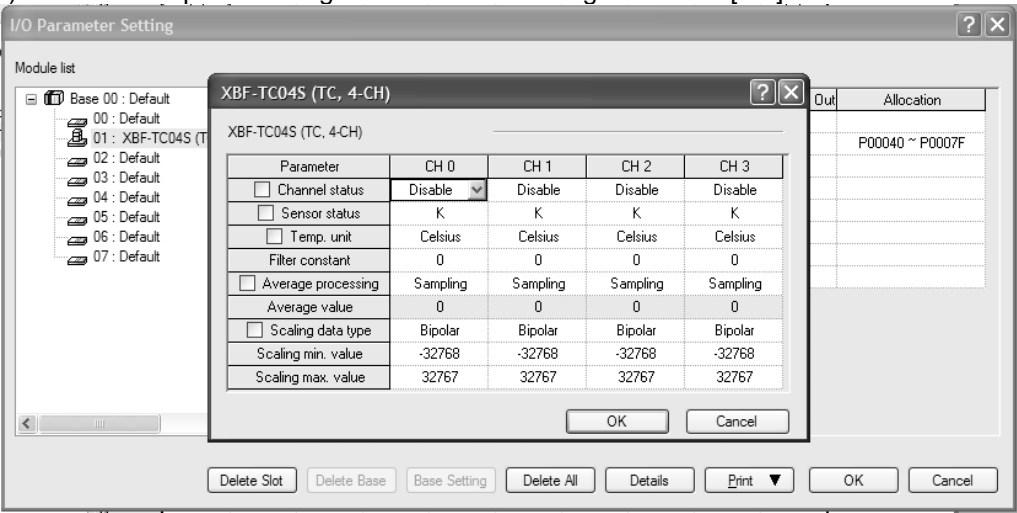 I/O Parameter Setting
Module list
Base 00 : Default
00 : Default
01 : XBF-TC04S (T
02 : Default
03 : Default
04 : Default
05 : Default
06 : Default
07 : Default
Out Allocation
P00040 ~ P0007F
XBF-TC04S (TC, 4-CH)
XBF-TC04S (TC, 4-CH)
Parameter CH 0 CH 1 CH 2 CH 3
Channel status Disable Disable Disable Disable
Sensor status K K K K
Temp. unit Celsius Celsius Celsius Celsius
Filter constant 0 0 0 0
Average processing Sampling Sampling Sampling Sampling
Average value 0 0 0 0
Scaling data type Bipolar Bipolar Bipolar Bipolar
Scaling min. value -32768 -32768 -32768 -32768
Scaling max. value 32767 32767 32767 32767
OK Cancel
Delete Slot Delete Base Base Setting Delete All Details Print ▼ OK Cancel